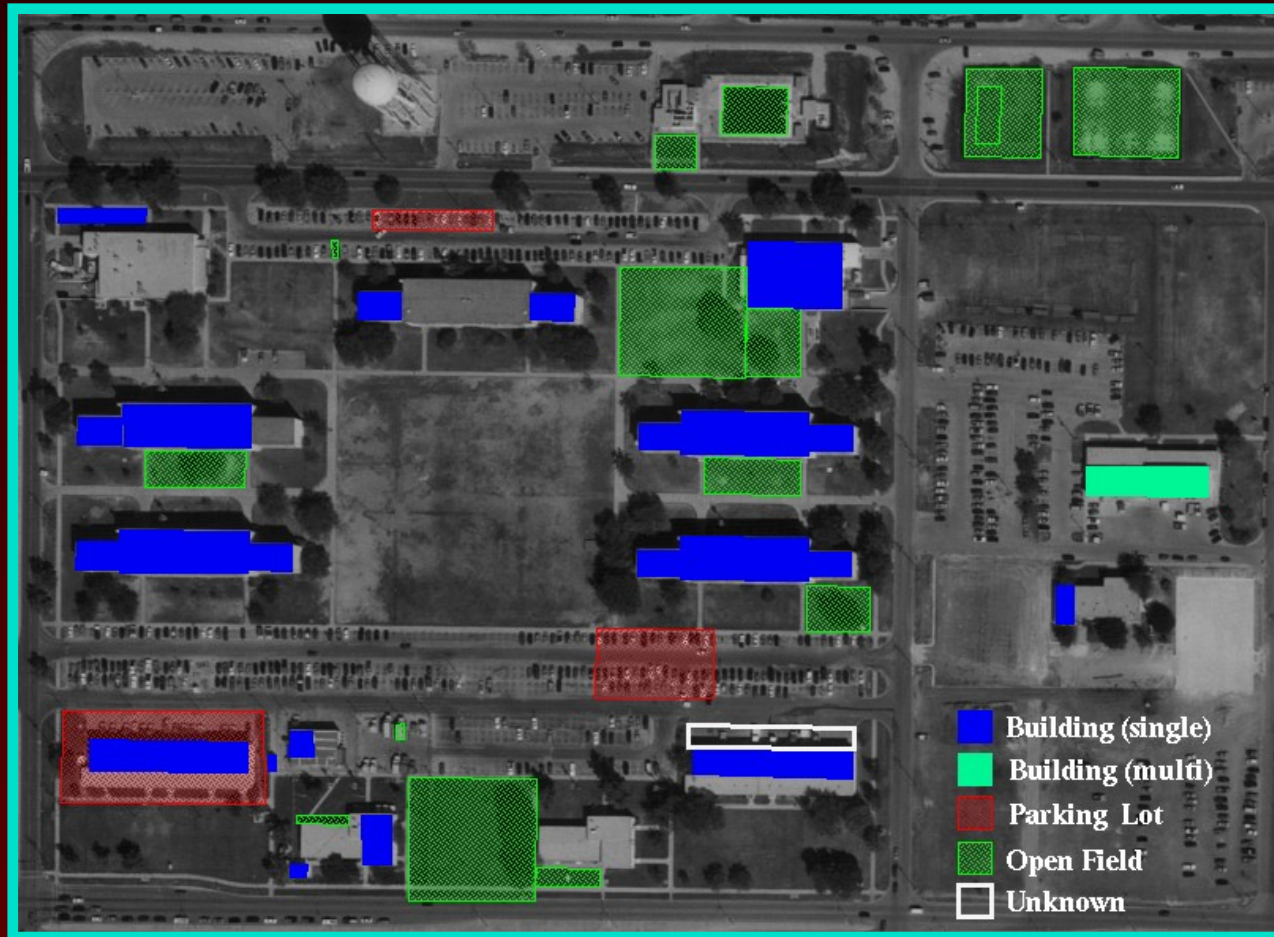 Building (single)
Building (multi)
Parking Lot
Open Field
Unknown